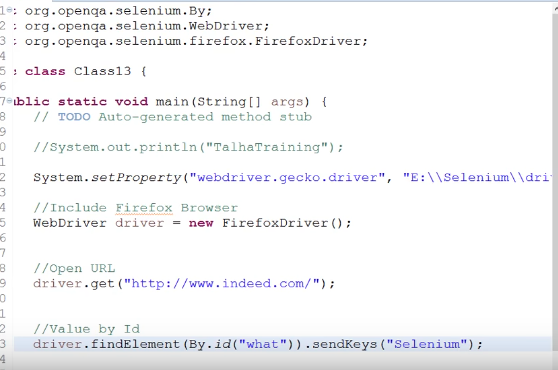 1 : org.openqa.selenium.By;
2 : org.openqa.selenium.WebDriver;
3 : org.openqa.selenium.firefox.FirefoxDriver;
4
5 : class Class13 {
6
7 ublic static void main(String[] args) {
8 // TODO Auto-generated method stub
9
0 //System.out.println("TalhaTraining");
1
2 System.setProperty("webdriver.gecko.driver", "E:\\Selenium\\dri
3
4 //Include Firefox Browser
5 WebDriver driver = new FirefoxDriver();
6
7
8 //Open URL
9 driver.get("http://www.indeed.com/");
0
1
2 //Value by Id
3 driver.findElement(By.id("what")).sendKeys("Selenium");
4